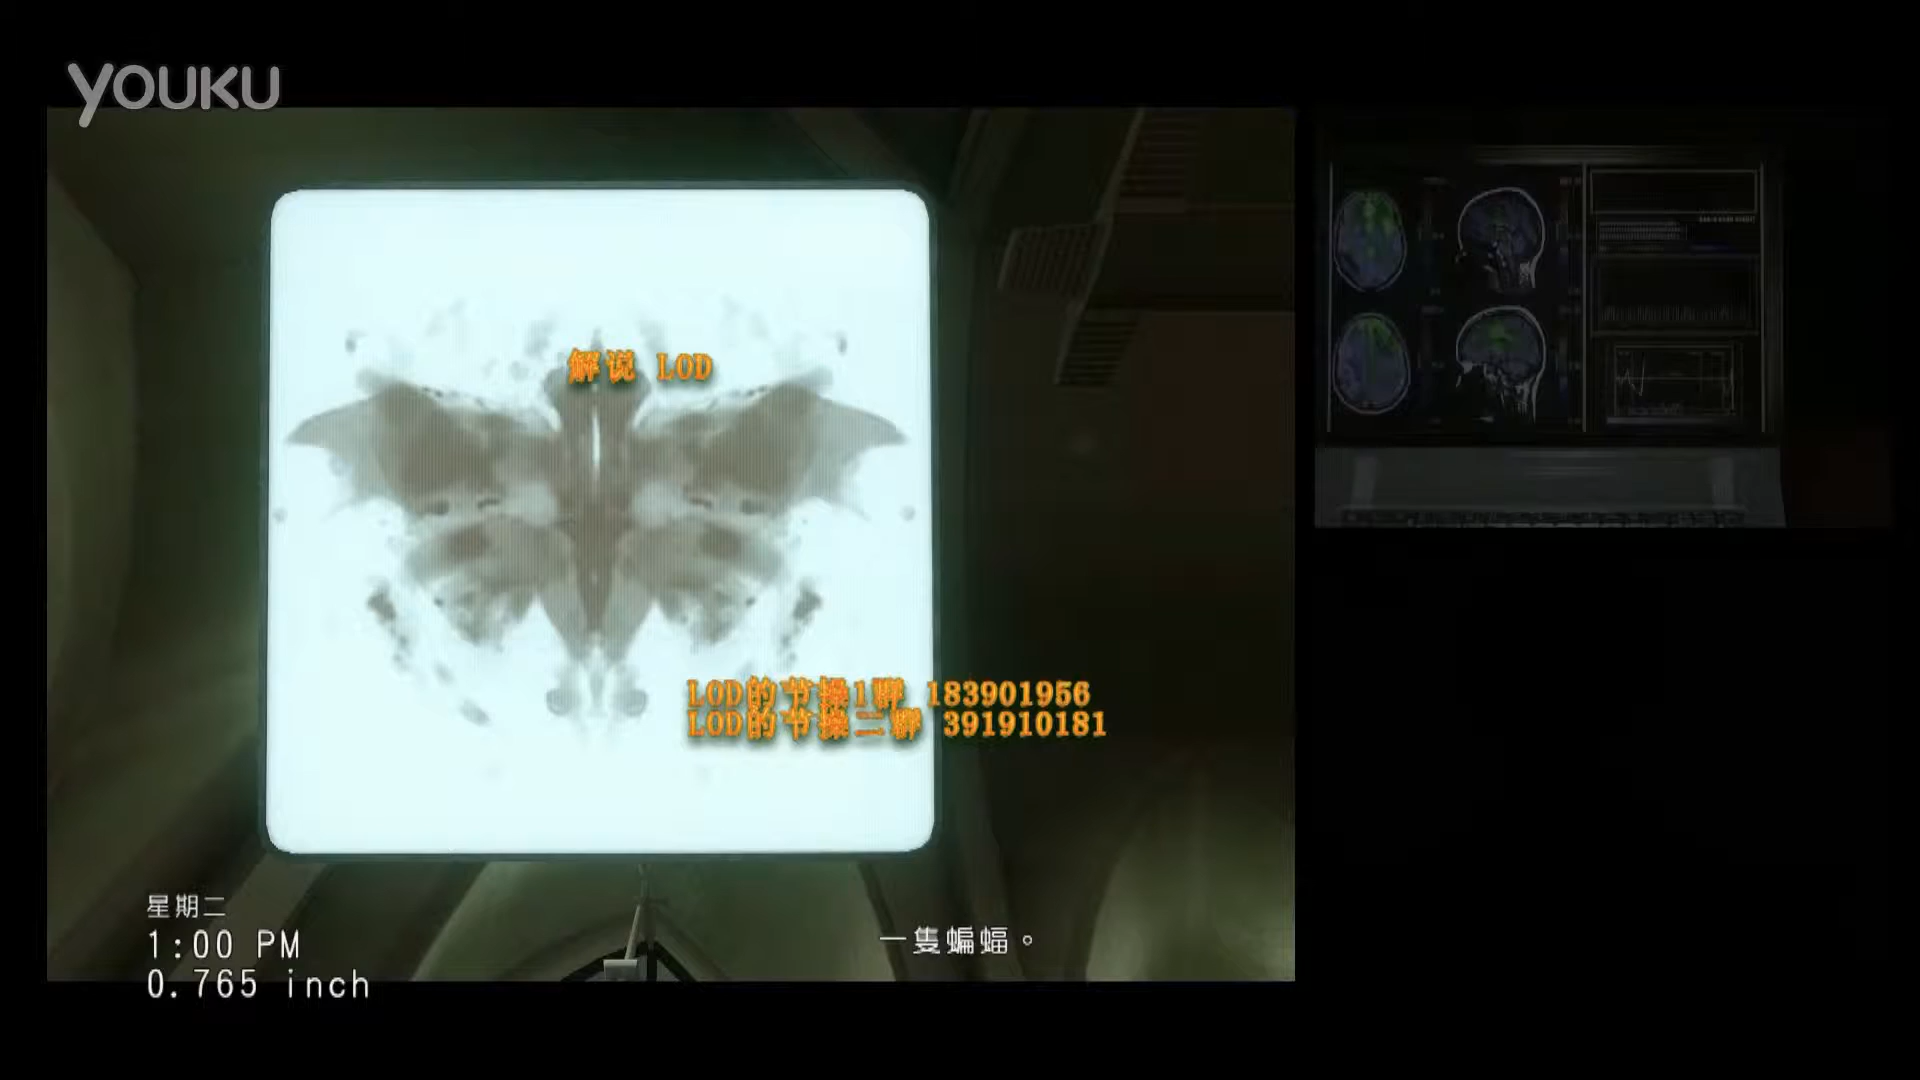 YOUKU
解说 LOD
LOD的节操1群 183901956
LOD的节操二群 391910181
星期二
1:00 PM
0.765 inch
一隻蝙蝠。